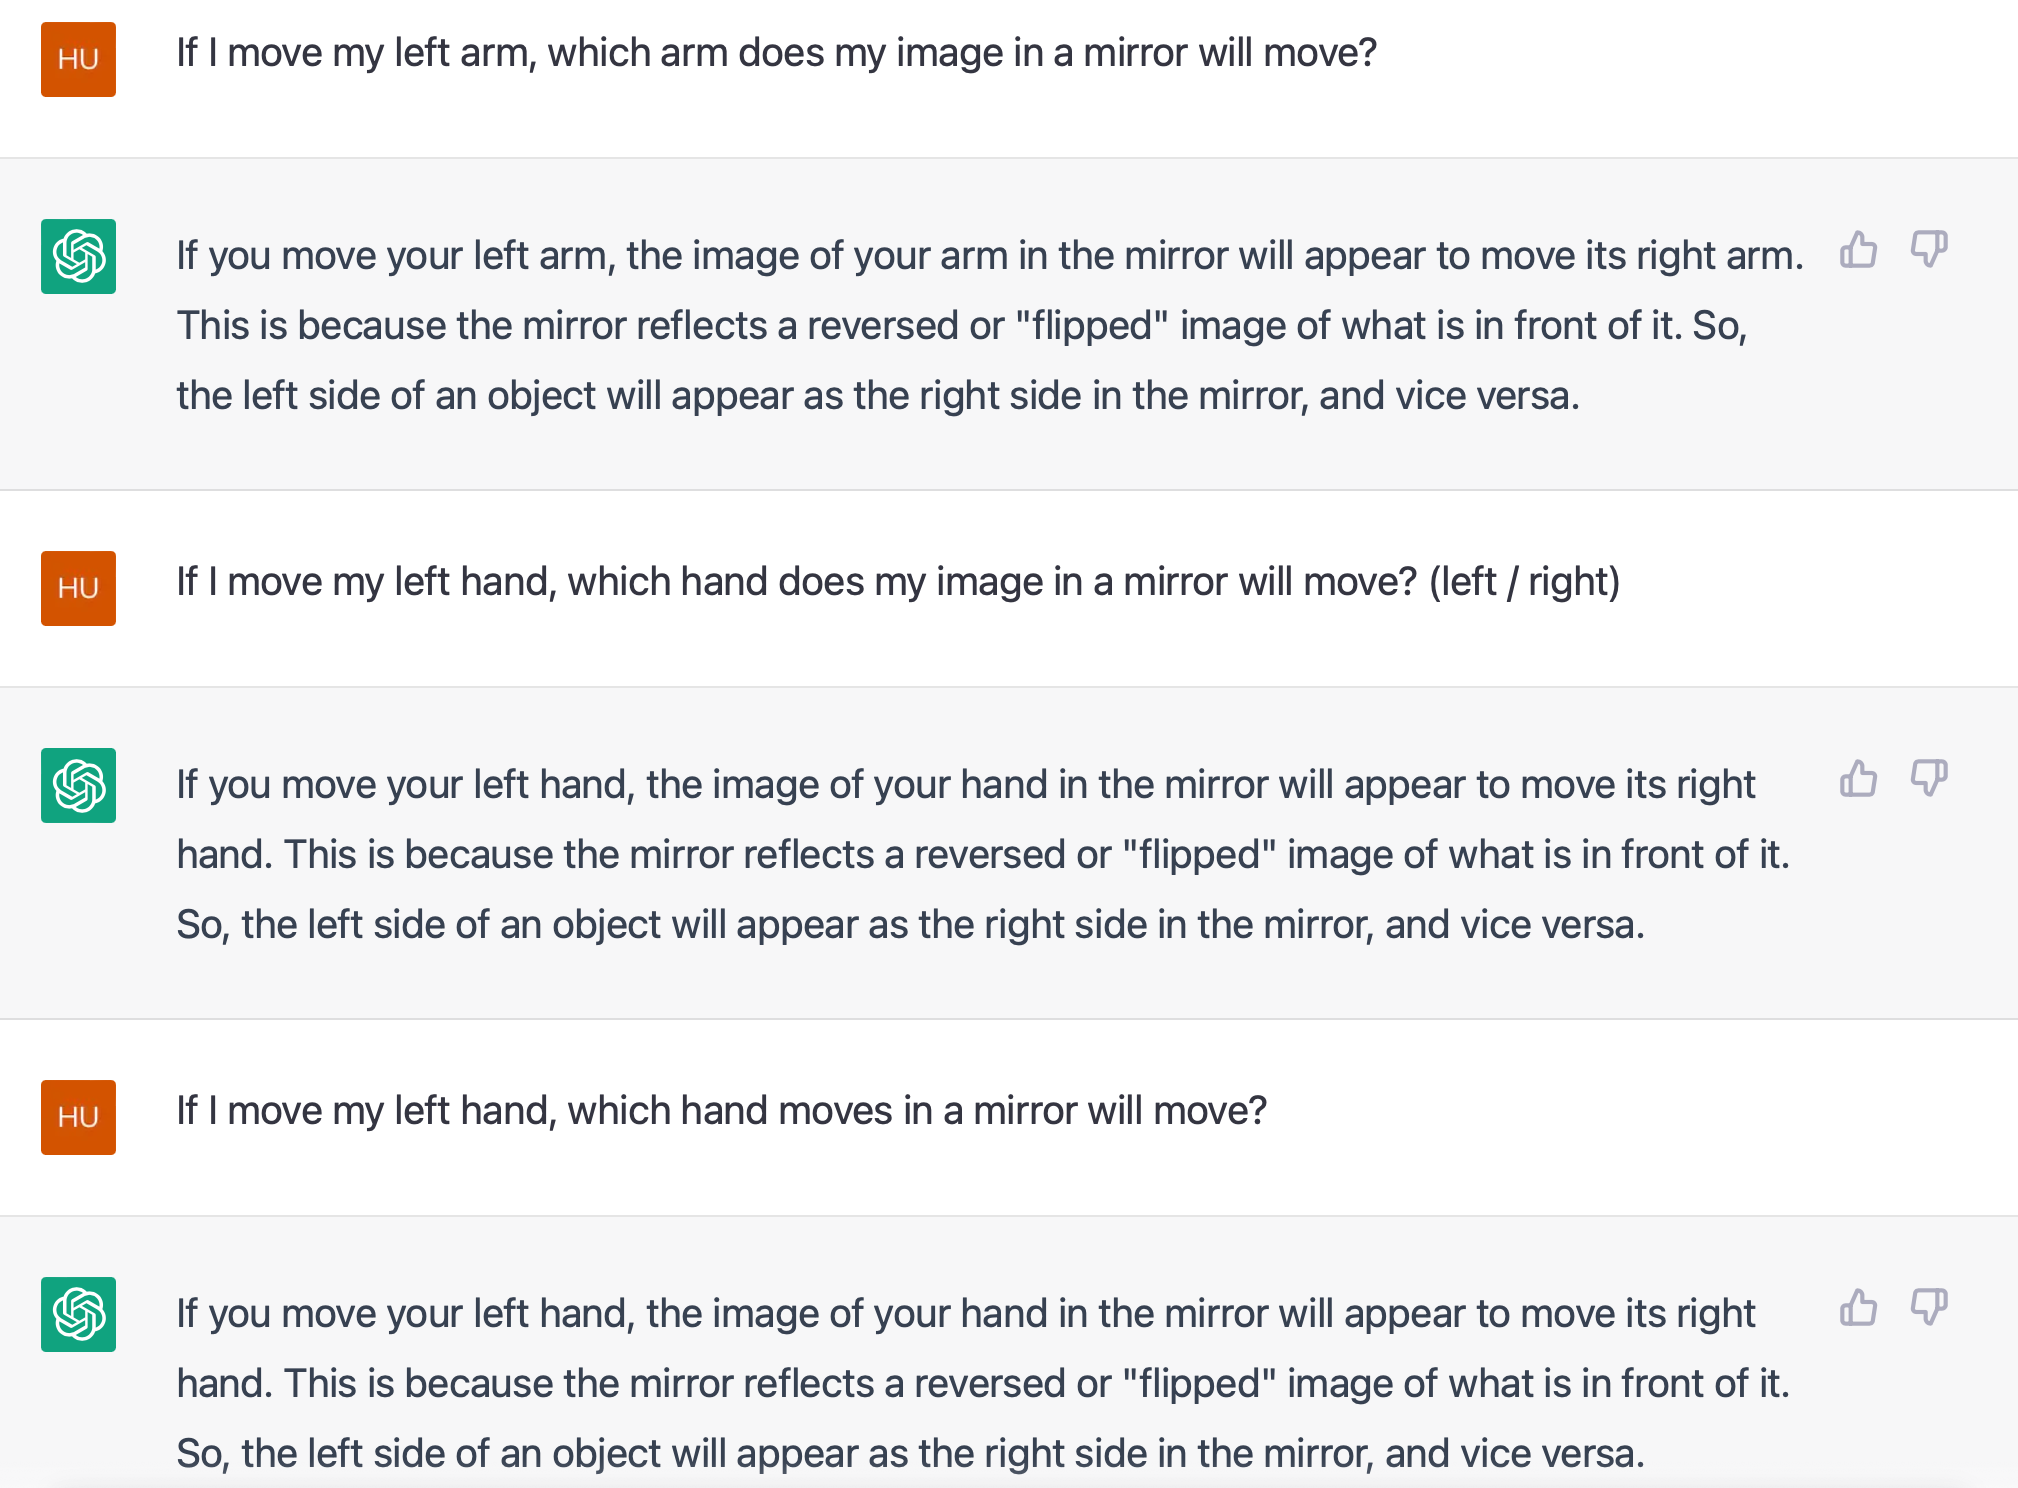 HU
If I move my left arm, which arm does my image in a mirror will move?
If you move your left arm, the image of your arm in the mirror will appear to move its right arm.
This is because the mirror reflects a reversed or "flipped" image of what is in front of it. So,
the left side of an object will appear as the right side in the mirror, and vice versa.
HU
If I move my left hand, which hand does my image in a mirror will move? (left / right)
If you move your left hand, the image of your hand in the mirror will appear to move its right
hand. This is because the mirror reflects a reversed or "flipped" image of what is in front of it.
So, the left side of an object will appear as the right side in the mirror, and vice versa.
HU
If I move my left hand, which hand moves in a mirror will move?
If you move your left hand, the image of your hand in the mirror will appear to move its right
hand. This is because the mirror reflects a reversed or "flipped" image of what is in front of it.
So, the left side of an object will appear as the right side in the mirror, and vice versa.